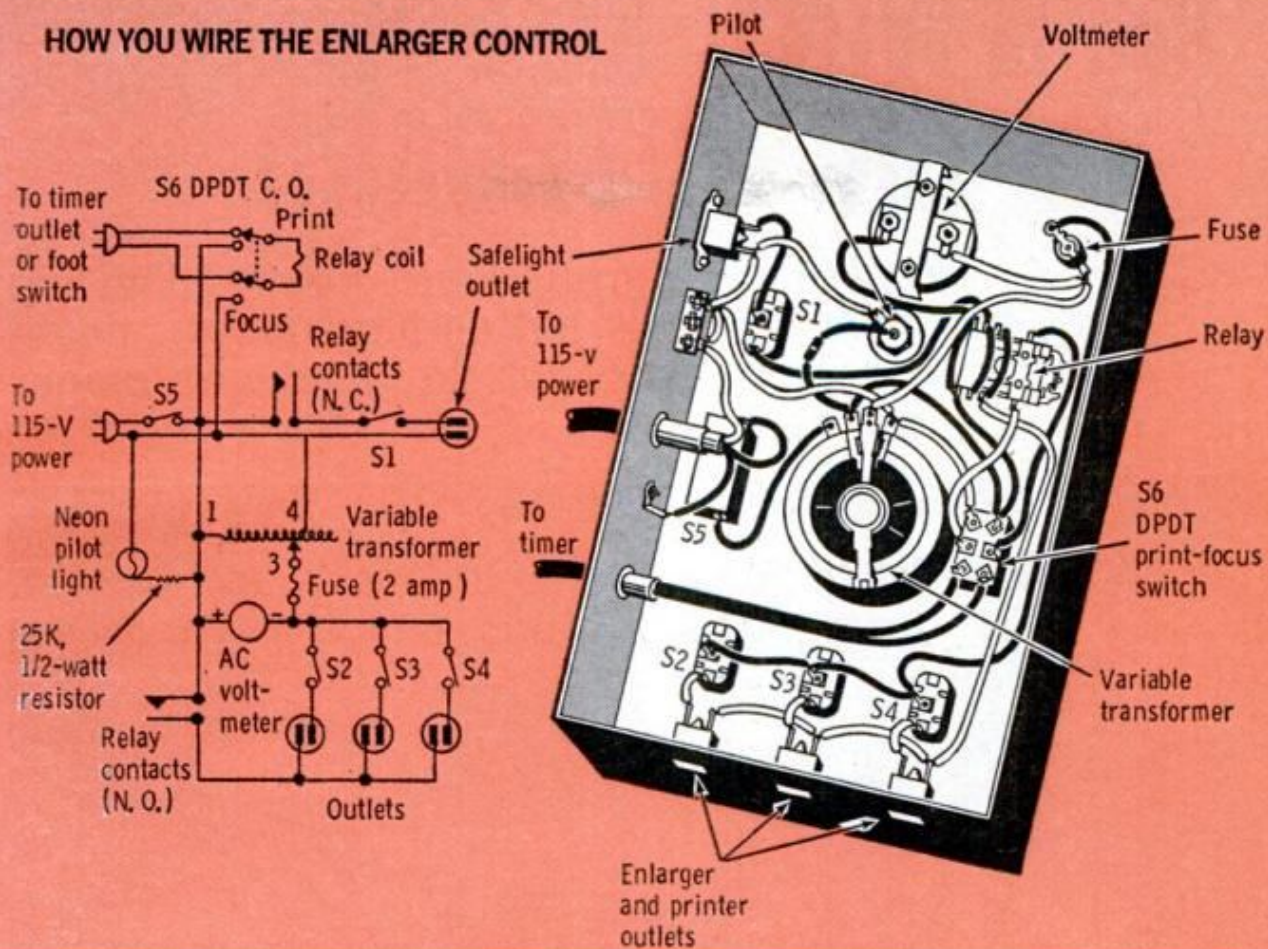 HOW YOU WIRE THE ENLARGER CONTROL
Pilot
Voltmeter
To timer
outlet
or foot
switch
S6 DPDT C. O.
Print
Relay coil
Focus
Safelight
outlet
Fuse
Relay
S1
To
115-v
power
Relay
contacts
(N. C.)
To
115-V
power
S5
S1
S6
DPDT
print-focus
switch
To
timer
S5
1
4
Variable
transformer
3
Fuse (2 amp )
Neon
pilot
light
25K,
1/2-watt
resistor
+
-
AC
volt-
meter
S2
S3
S4
S2
S3
S4
Variable
transformer
Relay
contacts
(N. O.)
Outlets
Enlarger
and printer
outlets